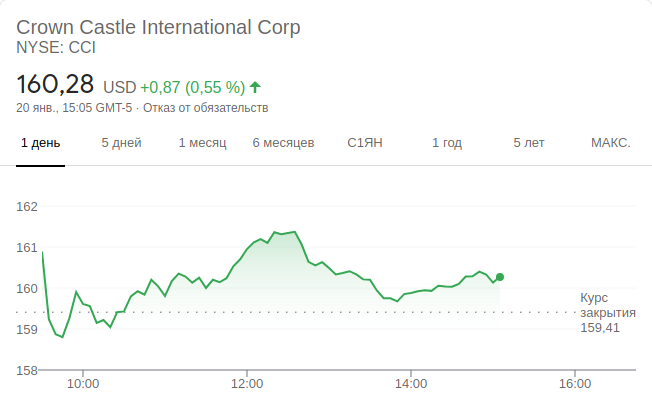 Crown Castle International Corp
NYSE: CCI
160,28 USD +0,87 (0,55 %)
20 янв., 15:05 GMT-5 · Отказ от обязательств
1 день 5 дней 1 месяц 6 месяцев С1ЯН 1 год 5 лет МАКС.
162
161
160
159
158
Курс
закрытия
159,41
10:00 12:00 14:00 16:00